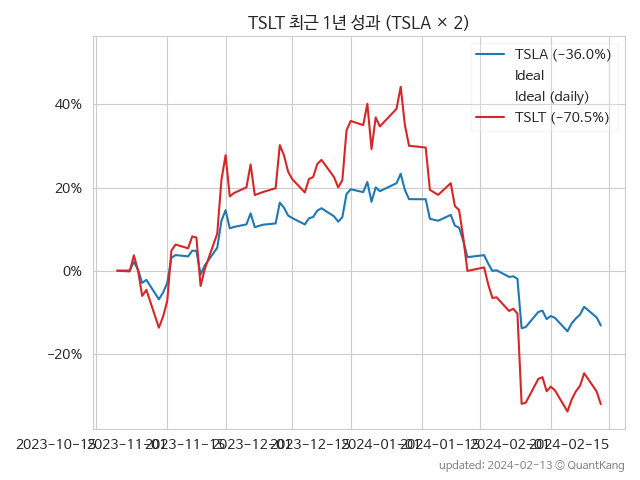 TSLT 최근 1년 성과 (TSLA × 2)
TSLA (−36.0%)
Ideal
Ideal (daily)
TSLT (−70.5%)
40%
20%
0%
−20%
2023−10−15 2023−11−01 2023−11−15 2023−12−01 2023−12−15 2024−01−01 2024−01−15 2024−02−01 2024−02−15
updated: 2024−02−13 © QuantKang